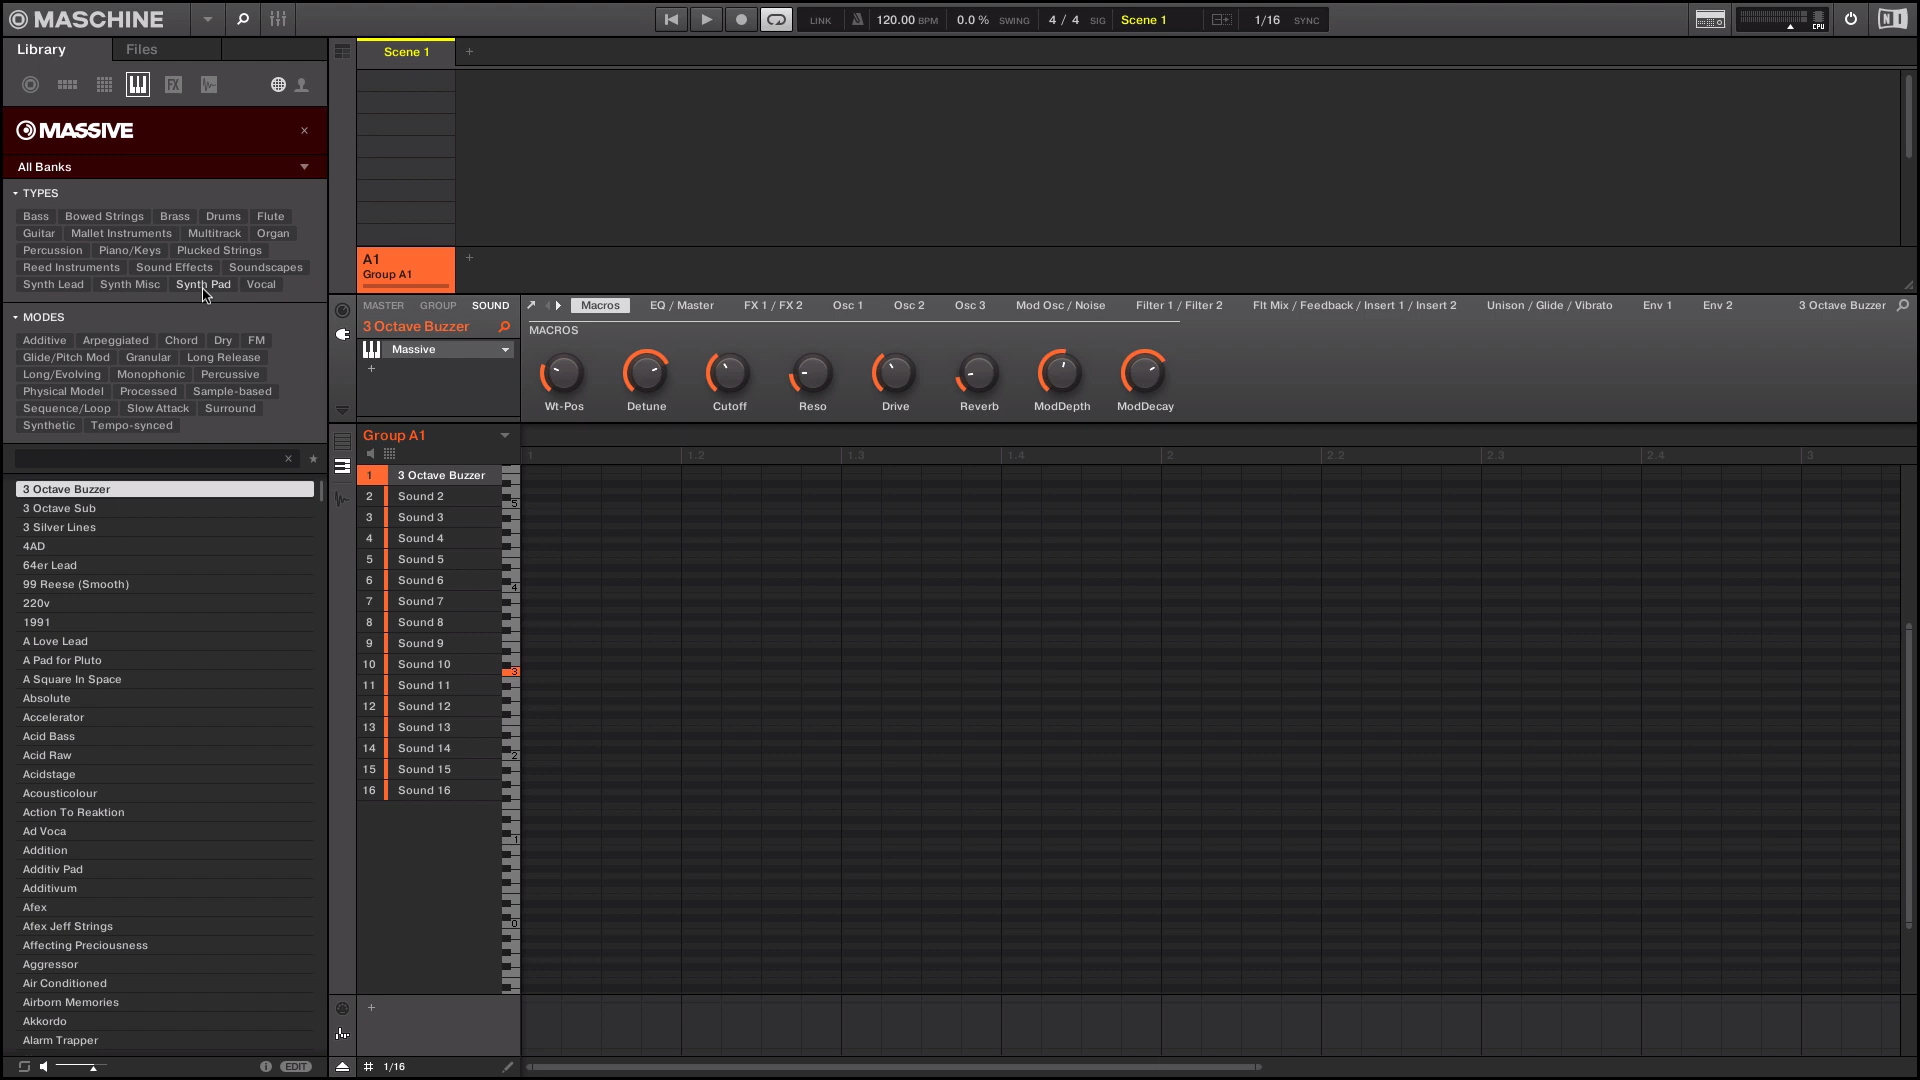 MASCHINE
LINK 120.00 BPM 0.0 % SWING 4 / 4 SIG Scene 1 1/16 SYNC
CPU
Library Files
FX
MASSIVE
All Banks
TYPES
Bass Bowed Strings Brass Drums Flute
Guitar Mallet Instruments Multitrack Organ
Percussion Piano/Keys Plucked Strings
Reed Instruments Sound Effects Soundscapes
Synth Lead Synth Misc Synth Pad Vocal
MODES
Additive Arpeggiated Chord Dry FM
Glide/Pitch Mod Granular Long Release
Long/Evolving Monophonic Percussive
Physical Model Processed Sample-based
Sequence/Loop Slow Attack Surround
Synthetic Tempo-synced
3 Octave Buzzer
3 Octave Sub
3 Silver Lines
4AD
64er Lead
99 Reese (Smooth)
220v
1991
A Love Lead
A Pad for Pluto
A Square In Space
Absolute
Accelerator
Acid Bass
Acid Raw
Acidstage
Acousticolour
Action To Reaktion
Ad Voca
Addition
Additiv Pad
Additivum
Afex
Afex Jeff Strings
Affecting Preciousness
Aggressor
Air Conditioned
Airborn Memories
Akkordo
Alarm Trapper
EDIT
Scene 1 +
A1 +
Group A1
MASTER GROUP SOUND
3 Octave Buzzer
Massive
+
Macros EQ / Master FX 1 / FX 2 Osc 1 Osc 2 Osc 3 Mod Osc / Noise Filter 1 / Filter 2 Flt Mix / Feedback / Insert 1 / Insert 2 Unison / Glide / Vibrato Env 1 Env 2 3 Octave Buzzer
MACROS
Wt-Pos Detune Cutoff Reso Drive Reverb ModDepth ModDecay
Group A1
1 1.2 1.3 1.4 2 2.2 2.3 2.4 3
1 3 Octave Buzzer
2 Sound 2
3 Sound 3
4 Sound 4
5 Sound 5
6 Sound 6
7 Sound 7
8 Sound 8
9 Sound 9
10 Sound 10
11 Sound 11
12 Sound 12
13 Sound 13
14 Sound 14
15 Sound 15
16 Sound 16
5
4
3
2
1
0
+
# 1/16